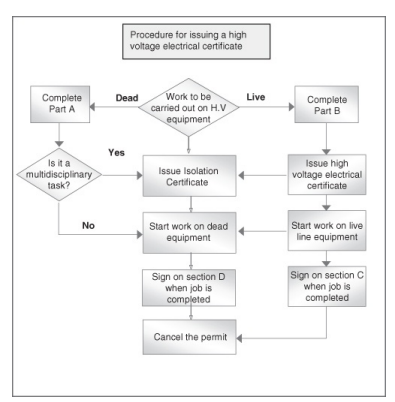 Procedure for issuing a high
voltage electrical certificate
Complete
Part A
Dead
Work to be
carried out on H.V
equipment
Live
Complete
Part B
Is it a
multidisciplinary
task?
Yes
Issue Isolation
Certificate
Issue high
voltage electrical
certificate
No
Start work on dead
equipment
Start work on live
line equipment
Sign on section D
when job is
completed
Sign on section C
when job is
completed
Cancel the permit